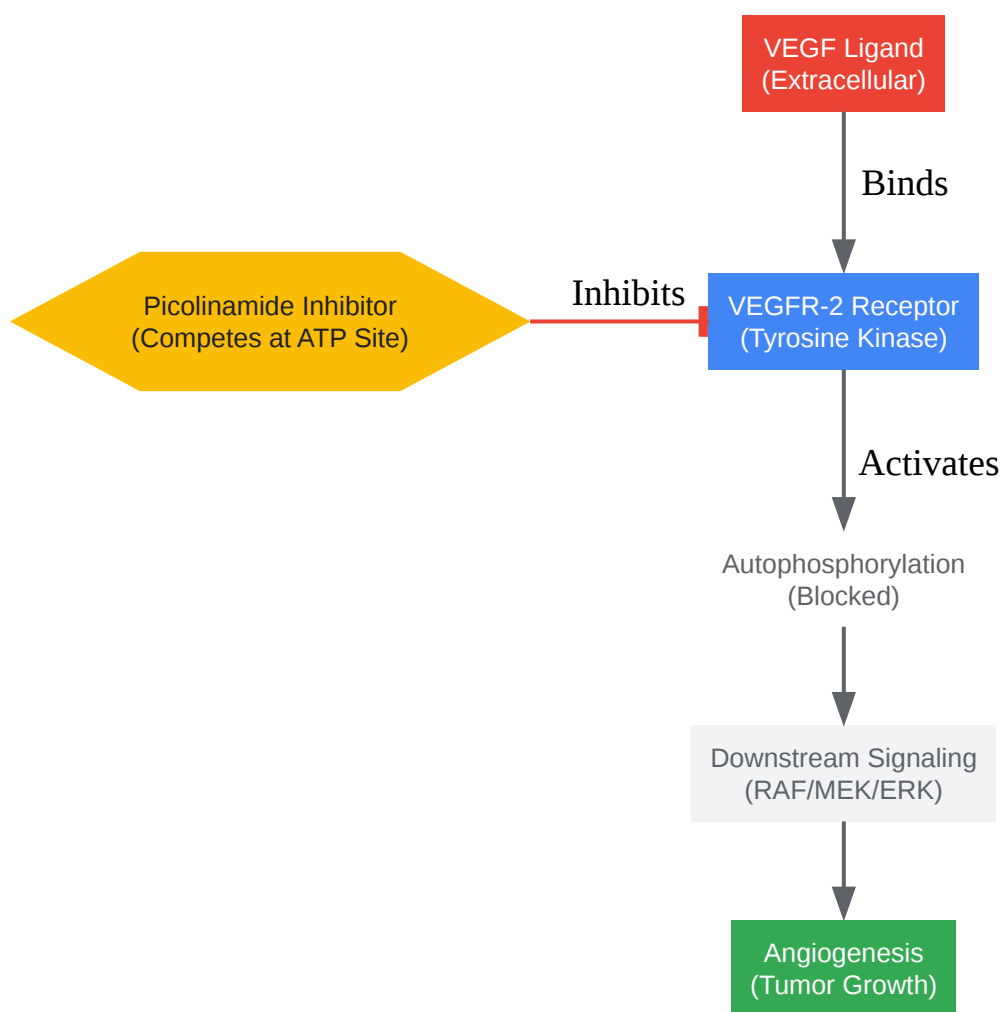 VEGF Ligand
(Extracellular)
Binds
Picolinamide Inhibitor
(Competes at ATP Site)
Inhibits
VEGFR-2 Receptor
(Tyrosine Kinase)
Activates
Autophosphorylation
(Blocked)
Downstream Signaling
(RAF/MEK/ERK)
Angiogenesis
(Tumor Growth)